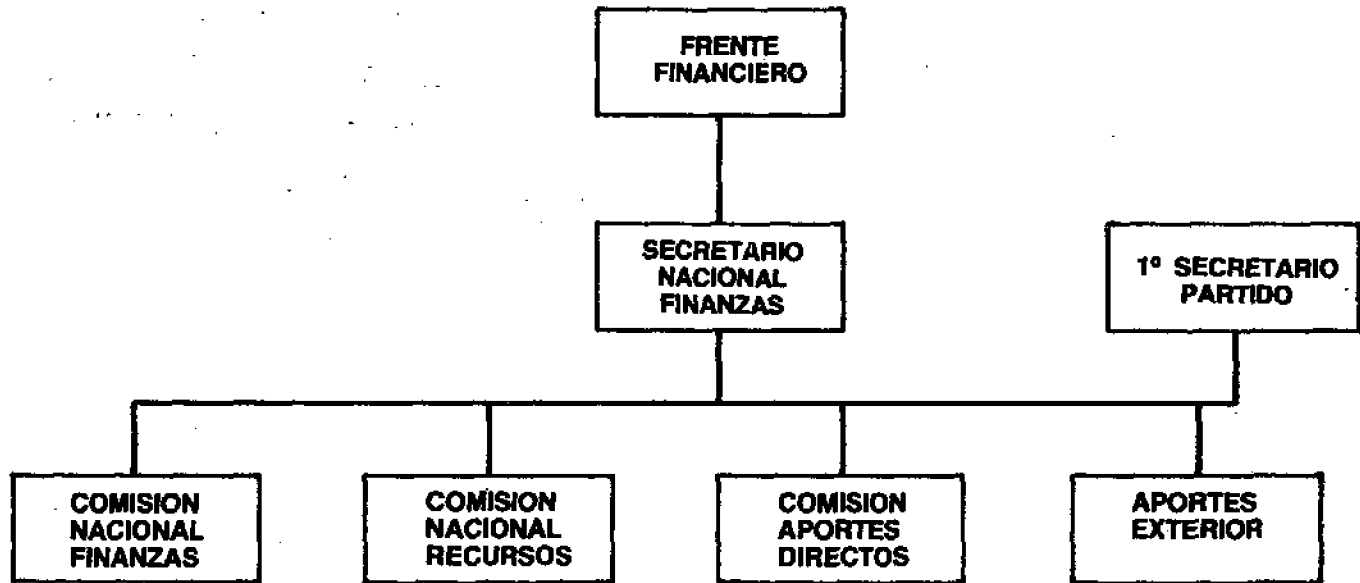 FRENTE
FINANCIERO
SECRETARIO
NACIONAL
FINANZAS
1º SECRETARIO
PARTIDO
COMISION
NACIONAL
FINANZAS
COMISION
NACIONAL
RECURSOS
COMISION
APORTES
DIRECTOS
APORTES
EXTERIOR